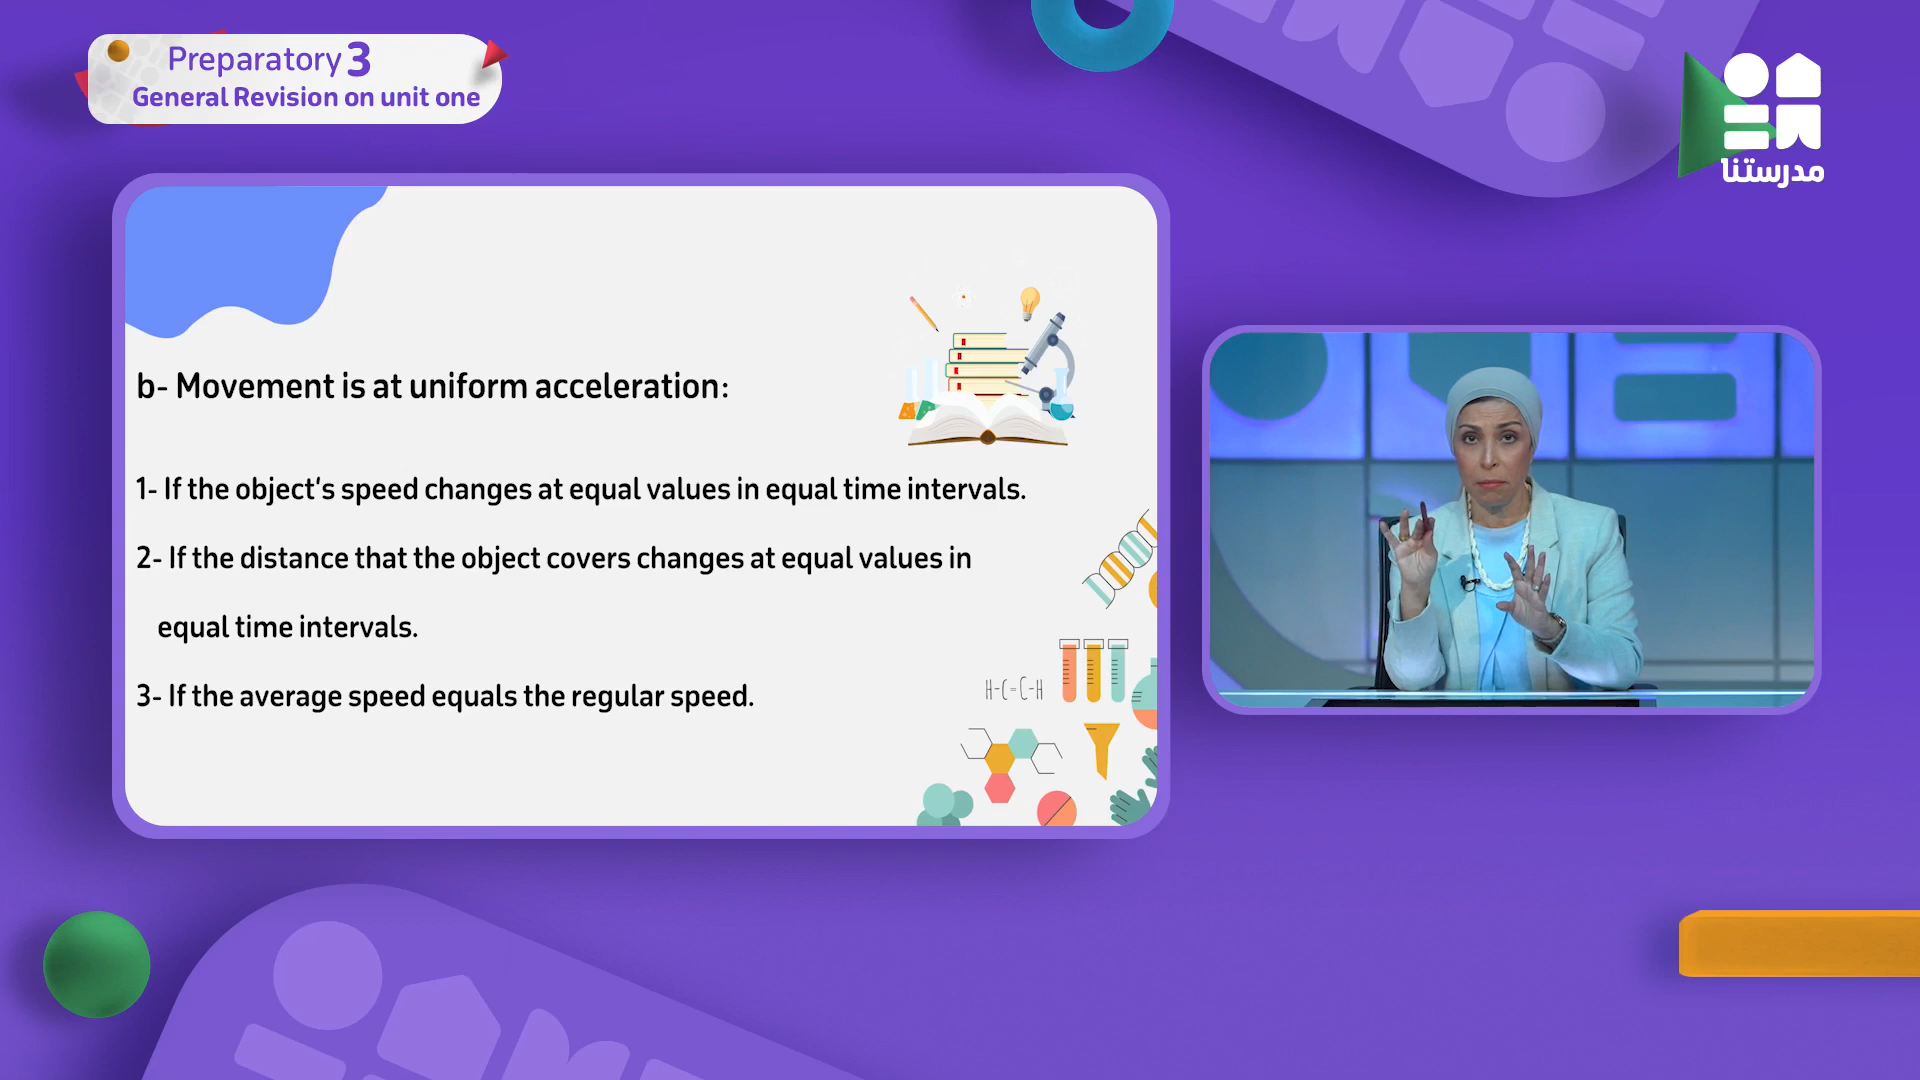 Preparatory 3
General Revision on unit one
مدرستنا
b- Movement is at uniform acceleration:
1- If the object's speed changes at equal values in equal time intervals.
2- If the distance that the object covers changes at equal values in
equal time intervals.
3- If the average speed equals the regular speed.
H-C=C-H